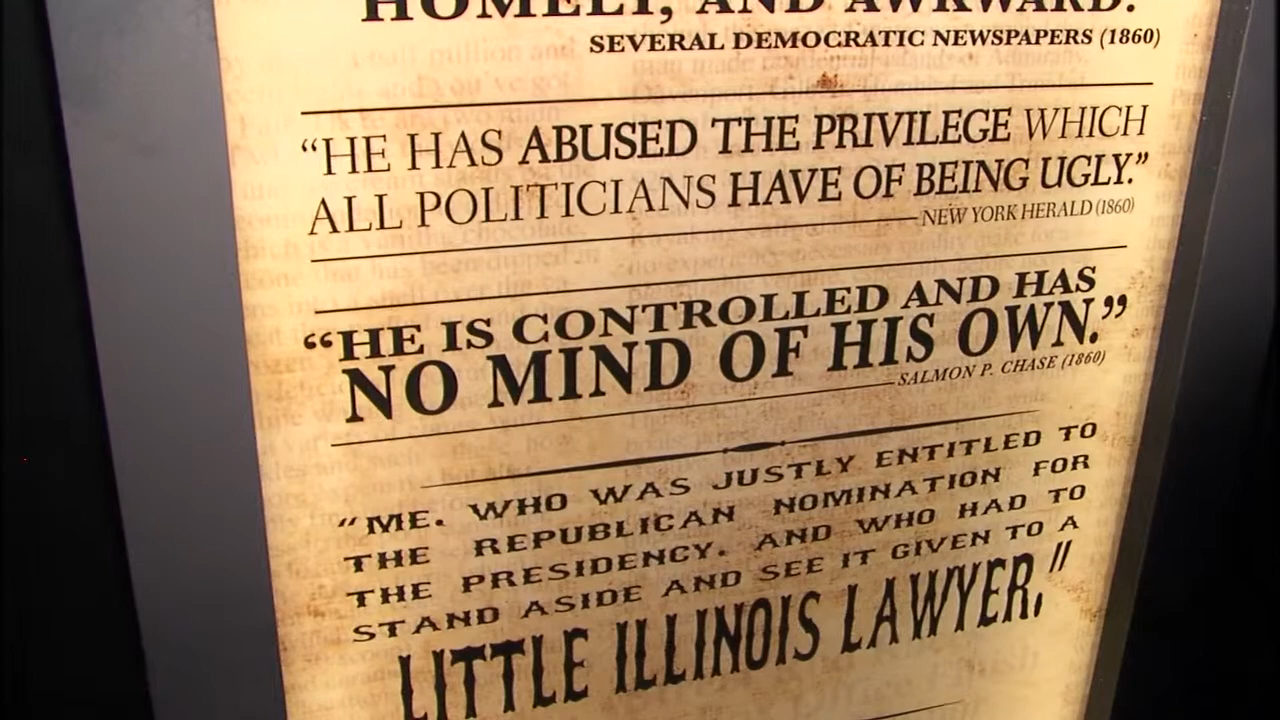 HOMELY, AND AWKWARD.
SEVERAL DEMOCRATIC NEWSPAPERS (1860)
“HE HAS ABUSED THE PRIVILEGE WHICH
ALL POLITICIANS HAVE OF BEING UGLY.”
—NEW YORK HERALD (1860)
“HE IS CONTROLLED AND HAS
NO MIND OF HIS OWN.”
—SALMON P. CHASE (1860)
“ME. WHO WAS JUSTLY ENTITLED TO
THE REPUBLICAN NOMINATION FOR
THE PRESIDENCY. AND WHO HAD TO
STAND ASIDE AND SEE IT GIVEN TO A
LITTLE ILLINOIS LAWYER.”